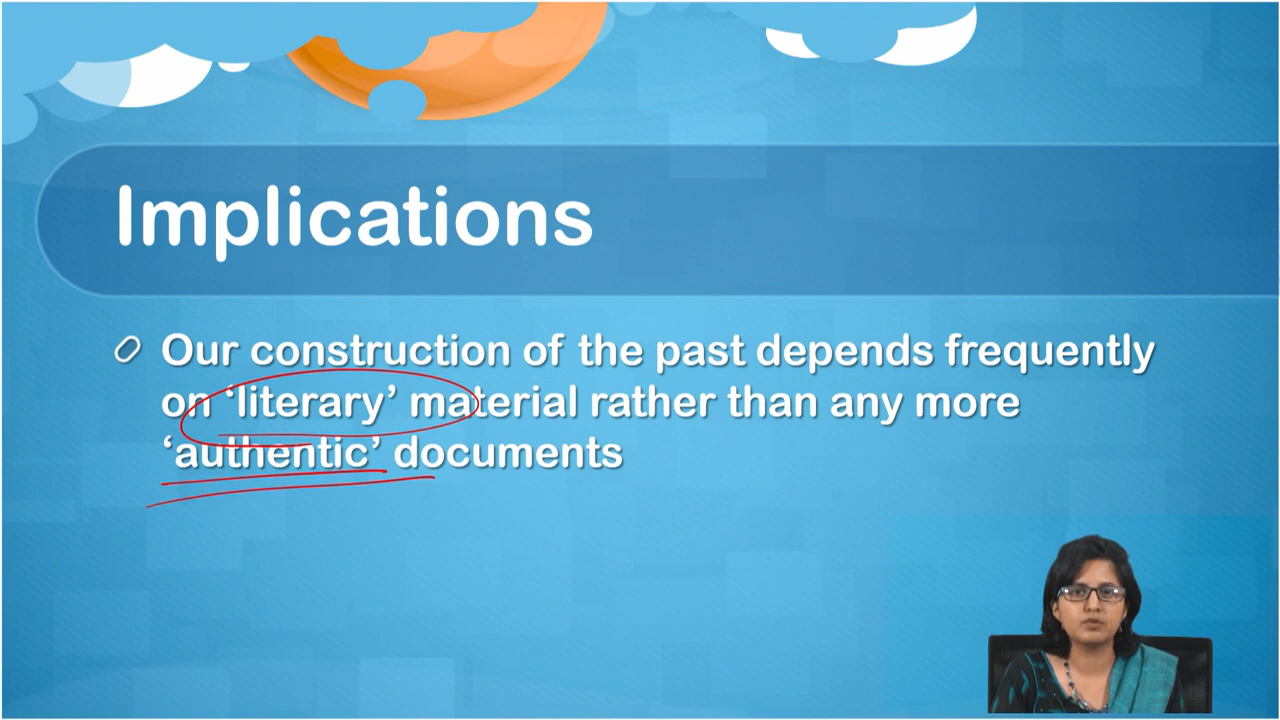 Implications
Our construction of the past depends frequently
on ‘literary’ material rather than any more
‘authentic’ documents